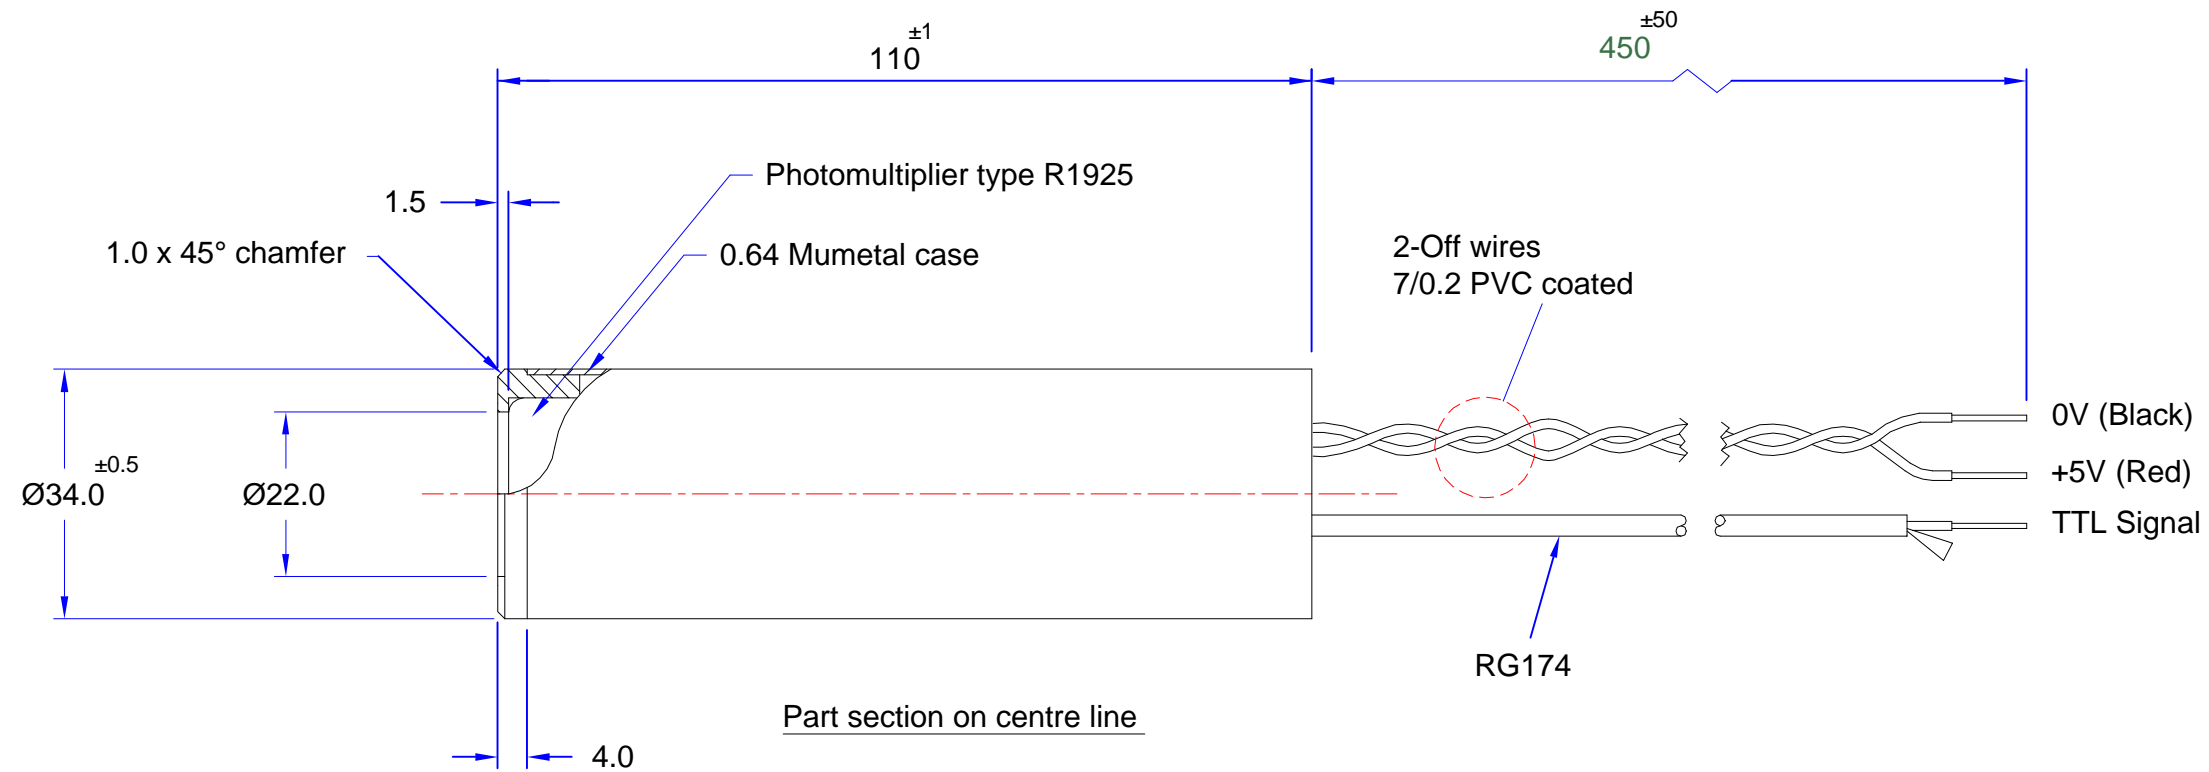 ±1
110
±50
450
Photomultiplier type R1925
1.5
1.0 x 45° chamfer
0.64 Mumetal case
2-Off wires
7/0.2 PVC coated
0V (Black)
±0.5
Ø34.0
Ø22.0
+5V (Red)
TTL Signal
RG174
Part section on centre line
4.0